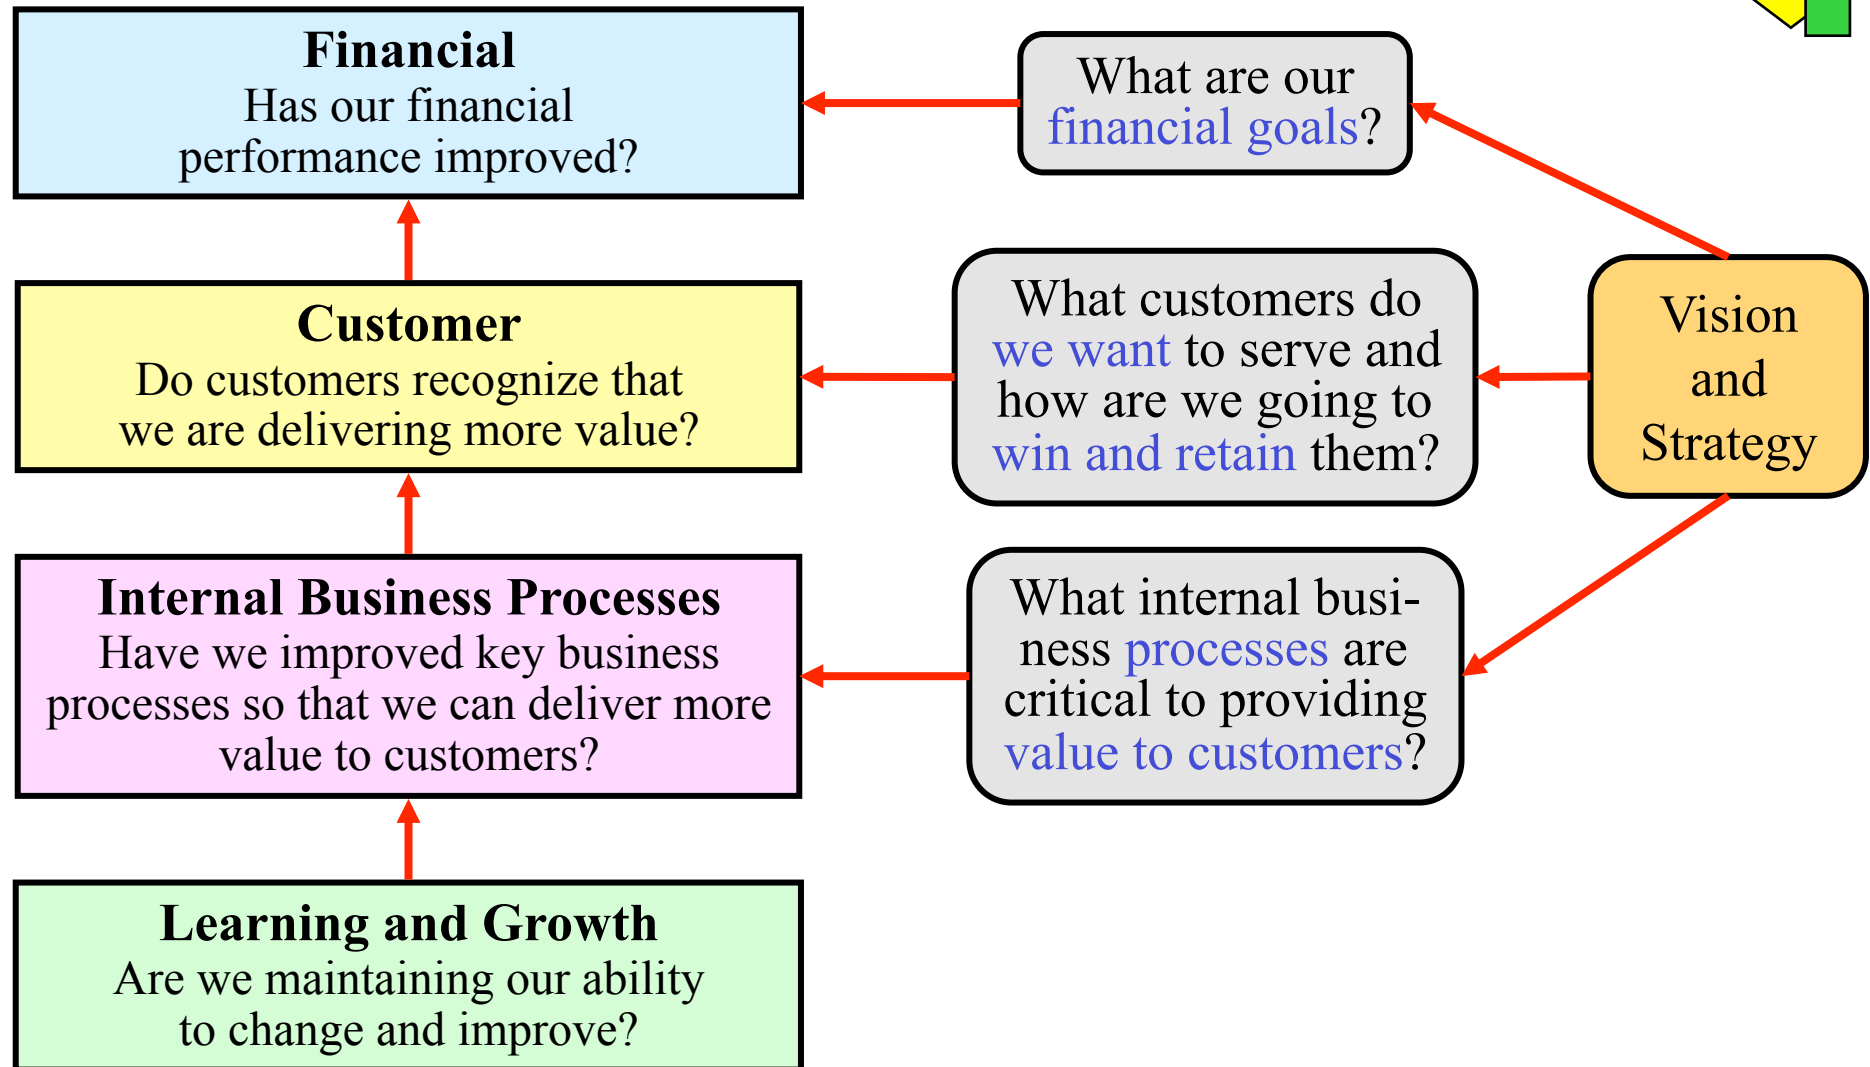 Financial
Has our financial
performance improved?
What are our
financial goals?
Customer
Do customers recognize that
we are delivering more value?
What customers do
we want to serve and
how are we going to
win and retain them?
Vision
and
Strategy
Internal Business Processes
Have we improved key business
processes so that we can deliver more
value to customers?
What internal busi-
ness processes are
critical to providing
value to customers?
Learning and Growth
Are we maintaining our ability
to change and improve?